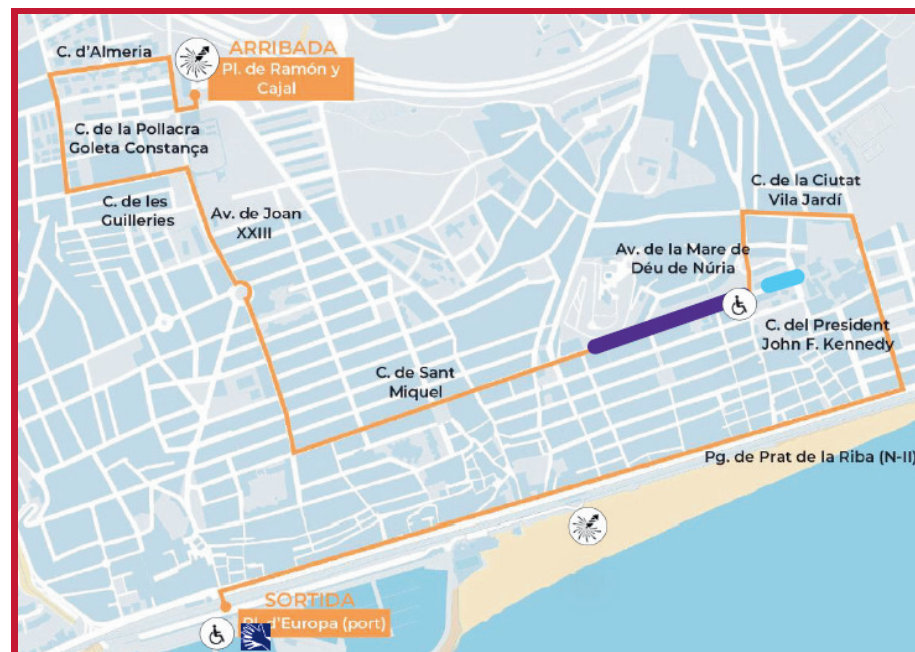 C. d'Almeria
ARRIBADA
Pl. de Ramón y
Cajal
C. de la Pollacra
Goleta Constança
C. de les
Guilleries
Av. de Joan
XXIII
C. de la Ciutat
Vila Jardí
Av. de la Mare de
Déu de Núria
C. del President
John F. Kennedy
C. de Sant
Miquel
Pg. de Prat de la Riba (N-II)
SORTIDA
Pl. d'Europa (port)